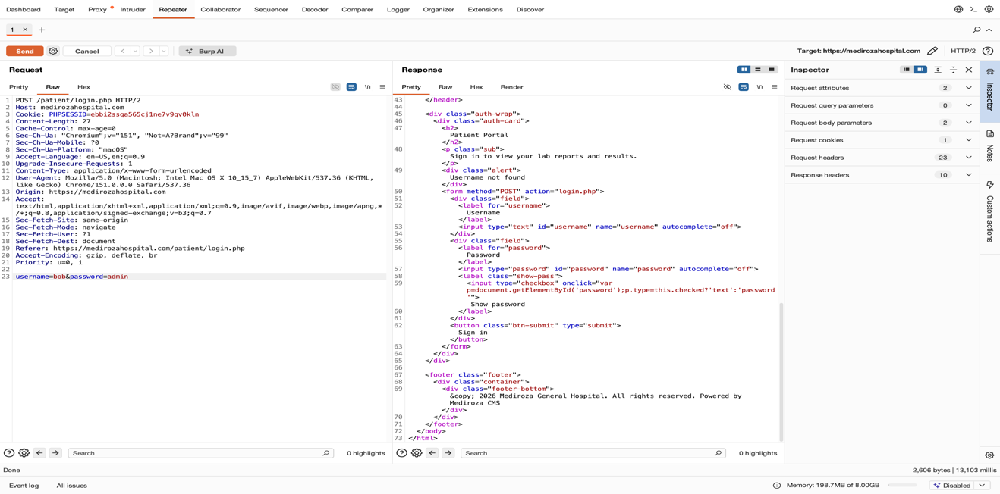 Dashboard Target Proxy Intruder Repeater Collaborator Sequencer Decoder Comparer Logger Organizer Extensions Discover
1 × +
Send Cancel < > Burp AI Target: https://medirozahospital.com HTTP/2
Request
Pretty Raw Hex \n
1 POST /patient/login.php HTTP/2
2 Host: medirozahospital.com
3 Cookie: PHPSESSID=ebbi2ssqa565cj1ne7v9qv0kln
4 Content-Length: 27
5 Cache-Control: max-age=0
6 Sec-Ch-Ua: "Chromium";v="151", "Not=A?Brand";v="99"
7 Sec-Ch-Ua-Mobile: ?0
8 Sec-Ch-Ua-Platform: "macOS"
9 Accept-Language: en-US,en;q=0.9
10 Upgrade-Insecure-Requests: 1
11 Content-Type: application/x-www-form-urlencoded
12 User-Agent: Mozilla/5.0 (Macintosh; Intel Mac OS X 10_15_7) AppleWebKit/537.36 (KHTML,
like Gecko) Chrome/151.0.0.0 Safari/537.36
13 Origin: https://medirozahospital.com
14 Accept:
text/html,application/xhtml+xml,application/xml;q=0.9,image/avif,image/webp,image/apng,*
/*;q=0.8,application/signed-exchange;v=b3;q=0.7
15 Sec-Fetch-Site: same-origin
16 Sec-Fetch-Mode: navigate
17 Sec-Fetch-User: ?1
18 Sec-Fetch-Dest: document
19 Referer: https://medirozahospital.com/patient/login.php
20 Accept-Encoding: gzip, deflate, br
21 Priority: u=0, i
22
23 username=bob&password=admin
Search 0 highlights
Response
Pretty Raw Hex Render \n
43 </header>
44
45 <div class="auth-wrap">
46 <div class="auth-card">
47 <h2>
Patient Portal
</h2>
48 <p class="sub">
Sign in to view your lab reports and results.
</p>
49 <div class="alert">
Username not found
</div>
50 <form method="POST" action="login.php">
51 <div class="field">
52 <label for="username">
Username
</label>
53 <input type="text" id="username" name="username" autocomplete="off">
54 </div>
55 <div class="field">
56 <label for="password">
Password
</label>
57 <input type="password" id="password" name="password" autocomplete="off">
58 <label class="show-pass">
59 <input type="checkbox" onclick="var
p=document.getElementById('password');p.type=this.checked?'text':'password
'">
Show password
60 </label>
61 </div>
62 <button class="btn-submit" type="submit">
Sign in
</button>
63 </form>
64 </div>
65 </div>
66
67 <footer class="footer">
68 <div class="container">
69 <div class="footer-bottom">
&copy; 2026 Mediroza General Hospital. All rights reserved. Powered by
Mediroza CMS
</div>
70 </div>
71 </footer>
72 </body>
73 </html>
Search 0 highlights
Inspector
Request attributes 2
Request query parameters 0
Request body parameters 2
Request cookies 1
Request headers 23
Response headers 10
Inspector
Notes
Custom actions
Done 2,606 bytes | 13,103 millis
Event log All issues Memory: 198.7MB of 8.00GB Disabled